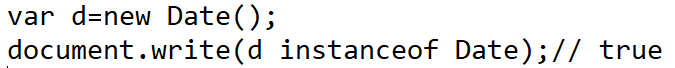 var d=new Date();
document.write(d instanceof Date);// true